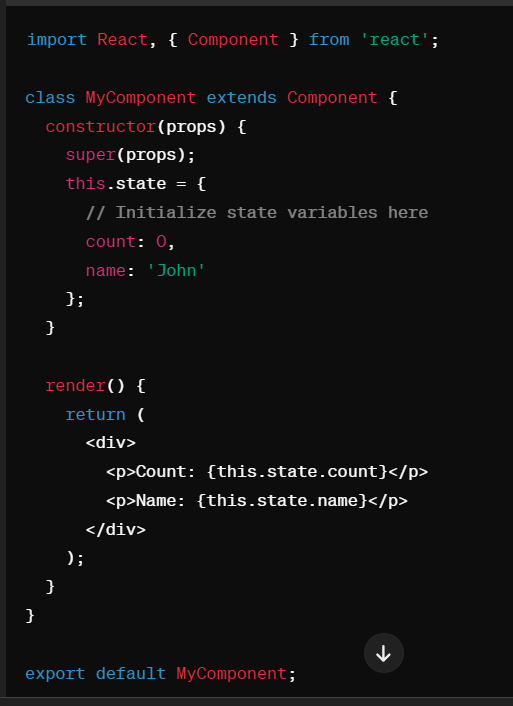 import React, { Component } from 'react';
class MyComponent extends Component {
constructor(props) {
super(props);
this.state = {
// Initialize state variables here
count: 0,
name: 'John'
};
}
render() {
return (
<div>
<p>Count: {this.state.count}</p>
<p>Name: {this.state.name}</p>
</div>
);
}
}
export default MyComponent;